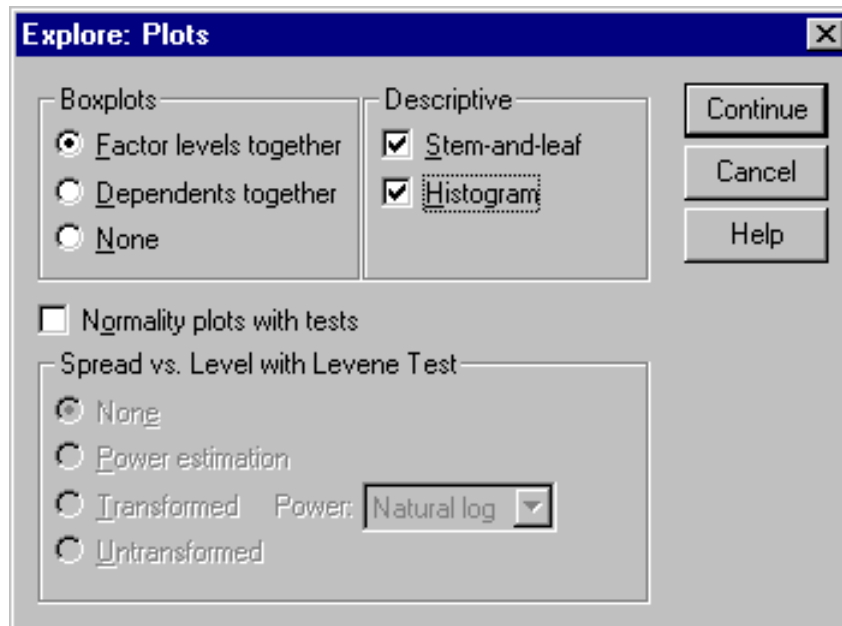 Explore: Plots
Boxplots
Factor levels together
Dependents together
None
Descriptive
Stem-and-leaf
Histogram
Continue
Cancel
Help
Normality plots with tests
Spread vs. Level with Levene Test
None
Power estimation
Transformed Power: Natural log
Untransformed